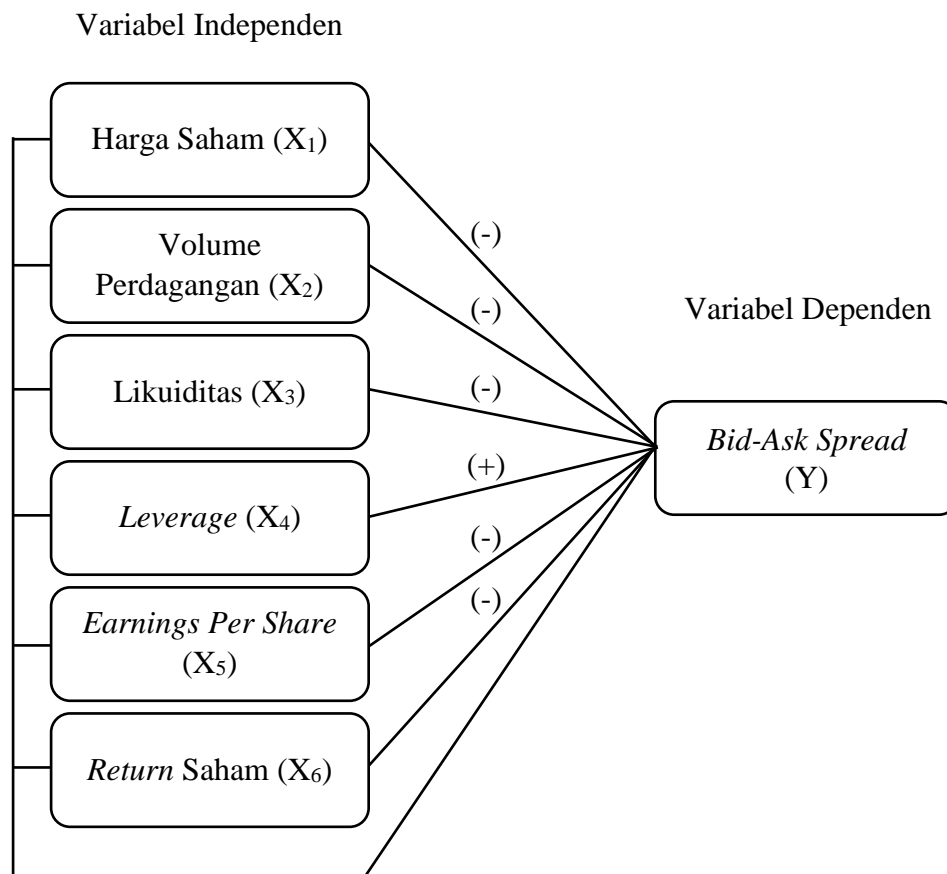 Variabel Independen
Harga Saham (X₁)
(-)
Volume
Perdagangan (X₂)
(-)
Variabel Dependen
Likuiditas (X₃)
(-)
Bid-Ask Spread
(Y)
Leverage (X₄)
(+)
(-)
Earnings Per Share
(X₅)
(-)
Return Saham (X₆)